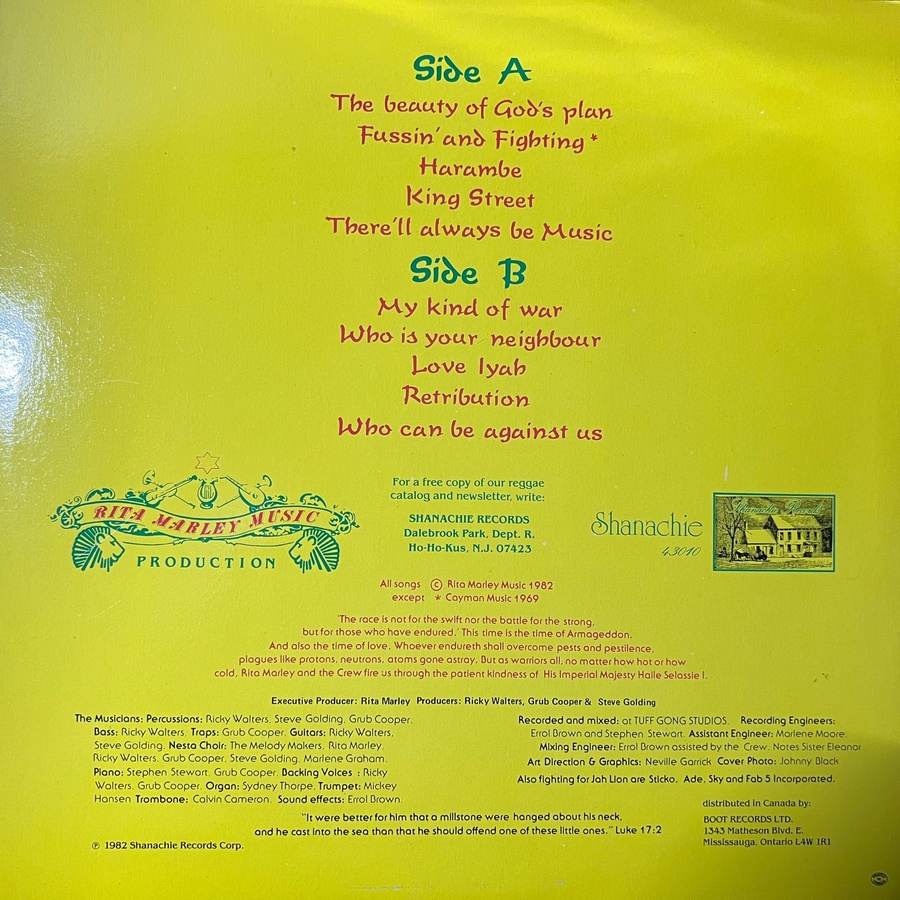 Side A
The beauty of God's plan
Fussin' and Fighting *
Harambe
King Street
There'll always be Music
Side B
My kind of war
Who is your neighbour
Love Iyah
Retribution
Who can be against us
RITA MARLEY MUSIC
PRODUCTION
For a free copy of our reggae
catalog and newsletter, write:
SHANACHIE RECORDS
Dalebrook Park, Dept. R.
Ho-Ho-Kus, N.J. 07423
Shanachie
43010
All songs © Rita Marley Music 1982
except * Cayman Music 1969
'The race is not for the swift nor the battle for the strong,
but for those who have endured.' This time is the time of Armageddon.
And also the time of love. Whoever endureth shall overcome pests and pestilence,
plagues like protons, neutrons, atoms gone astray. But as warriors all, no matter how hot or how
cold, Rita Marley and the Crew fire us through the patient kindness of His Imperial Majesty Haile Selassie I.
Executive Producer: Rita Marley Producers: Ricky Walters, Grub Cooper & Steve Golding
The Musicians: Percussions: Ricky Walters, Steve Golding, Grub Cooper.
Bass: Ricky Walters, Traps: Grub Cooper. Guitars: Ricky Walters,
Steve Golding. Nesta Choir: The Melody Makers, Rita Marley,
Ricky Walters, Grub Cooper, Steve Golding, Marlene Graham.
Piano: Stephen Stewart, Grub Cooper. Backing Voices : Ricky
Walters, Grub Cooper, Organ: Sydney Thorpe, Trumpet: Mickey
Hansen Trombone: Calvin Cameron. Sound effects: Errol Brown.
Recorded and mixed: at TUFF GONG STUDIOS. Recording Engineers:
Errol Brown and Stephen Stewart. Assistant Engineer: Marlene Moore.
Mixing Engineer: Errol Brown assisted by the Crew. Notes Sister Eleanor
Art Direction & Graphics: Neville Garrick Cover Photo: Johnny Black
Also fighting for Jah Lion are Sticko, Ade, Sky and Fab 5 Incorporated.
"It were better for him that a millstone were hanged about his neck,
and he cast into the sea than that he should offend one of these little ones." Luke 17:2
℗ 1982 Shanachie Records Corp.
distributed in Canada by:
BOOT RECORDS LTD.
1343 Matheson Blvd. E.
Mississauga, Ontario L4W 1R1